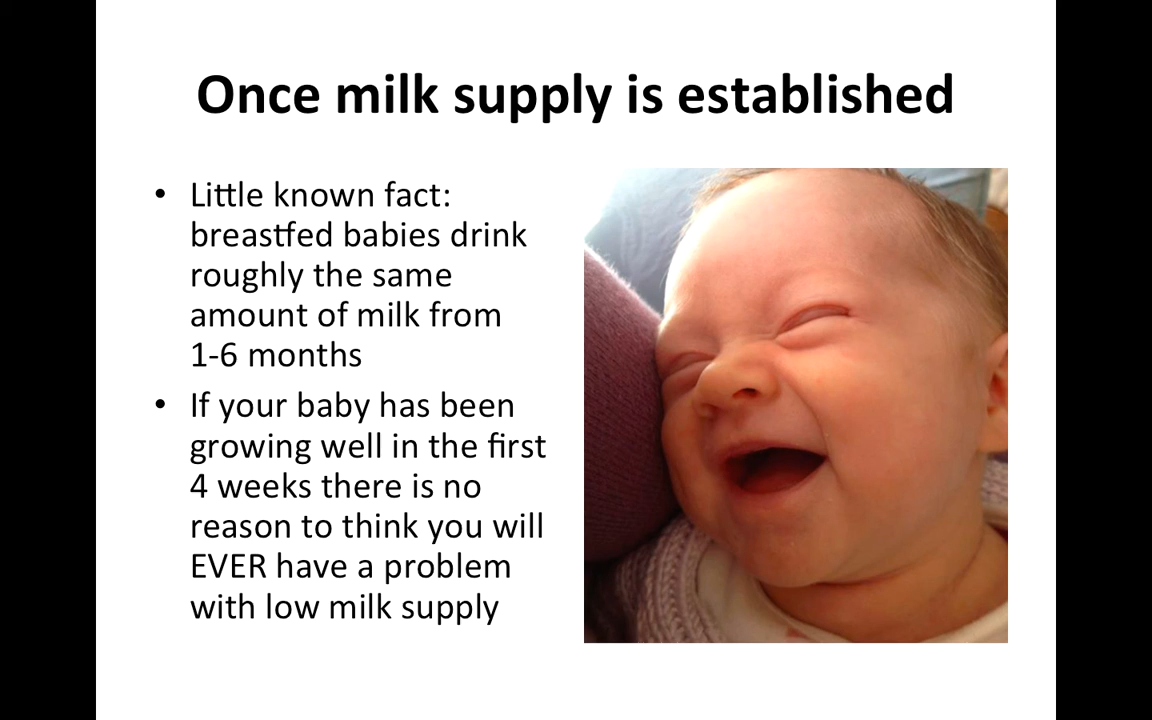 Once milk supply is established
• Little known fact:
breastfed babies drink
roughly the same
amount of milk from
1-6 months
• If your baby has been
growing well in the first
4 weeks there is no
reason to think you will
EVER have a problem
with low milk supply